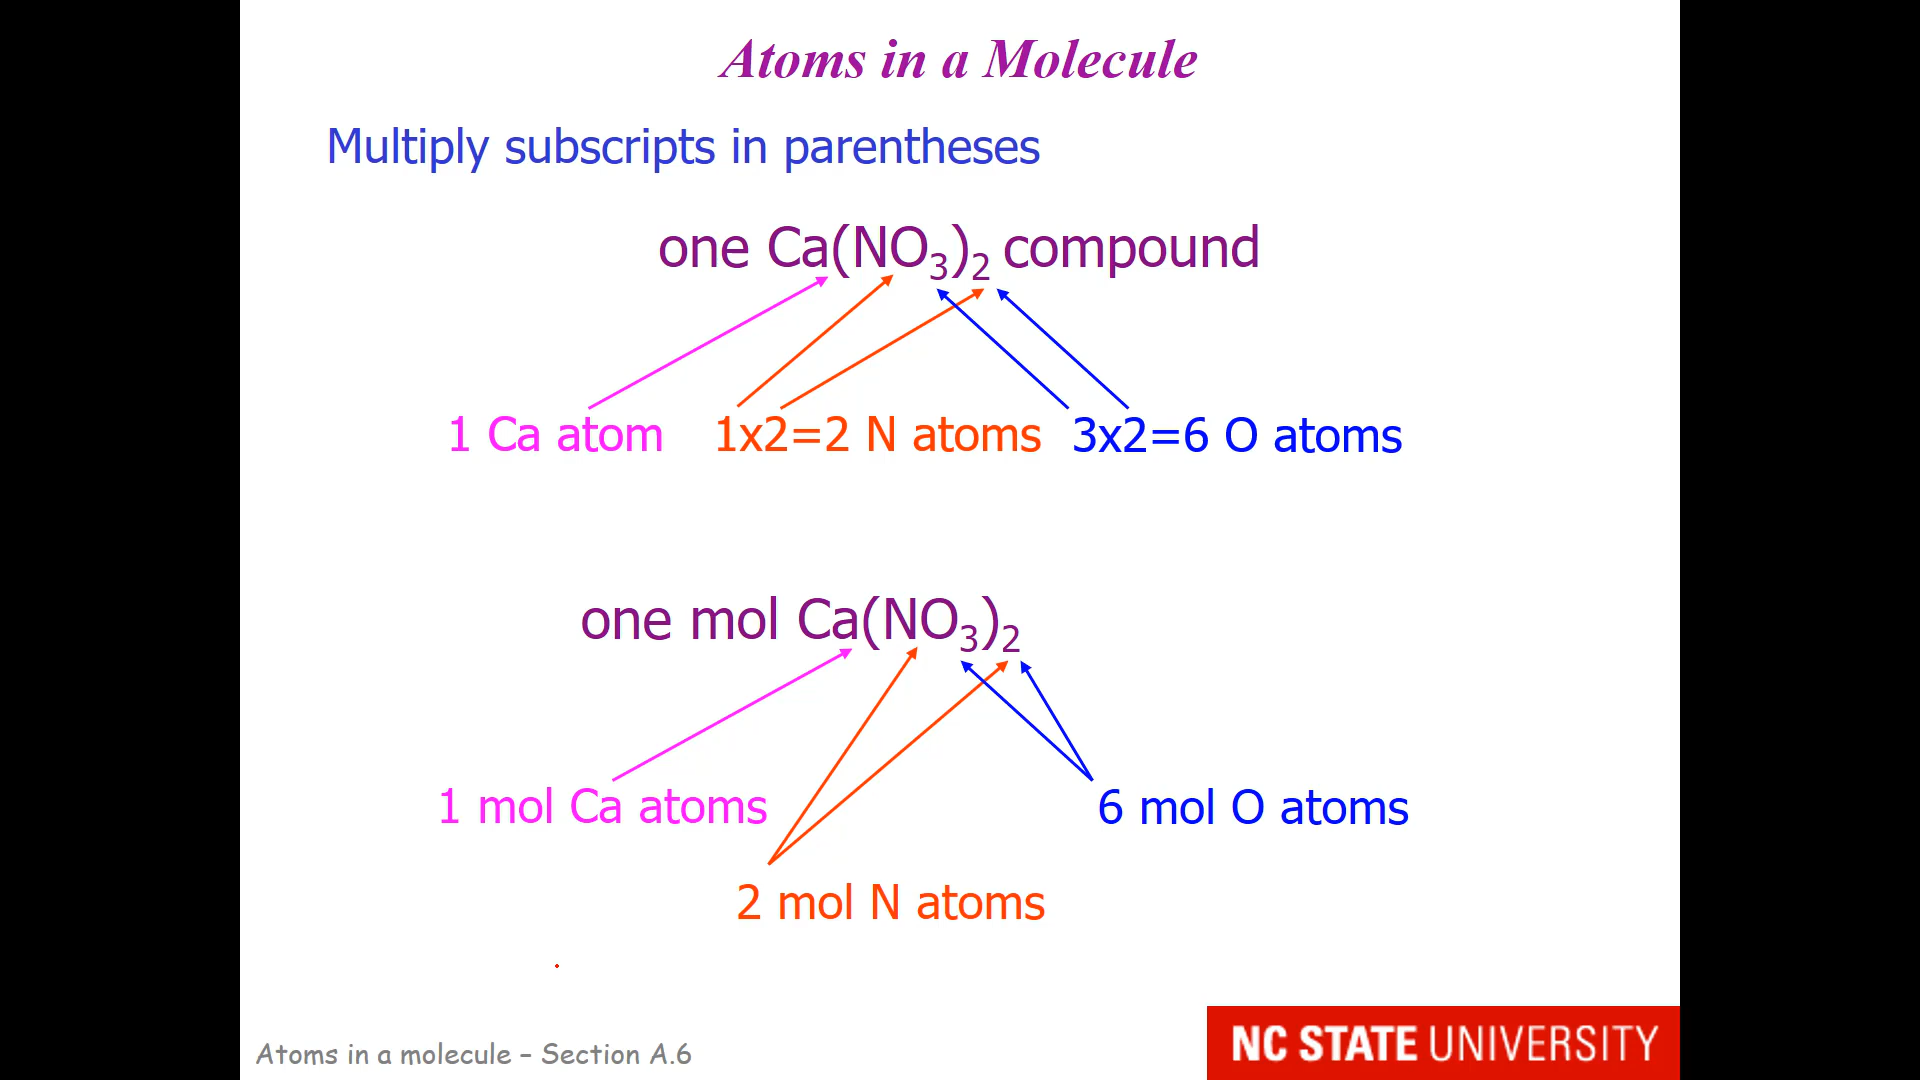 Atoms in a Molecule
Multiply subscripts in parentheses
one Ca(NO₃)₂ compound
1 Ca atom 1x2=2 N atoms 3x2=6 O atoms
one mol Ca(NO₃)₂
1 mol Ca atoms 6 mol O atoms
2 mol N atoms
Atoms in a molecule – Section A.6
NC STATE UNIVERSITY